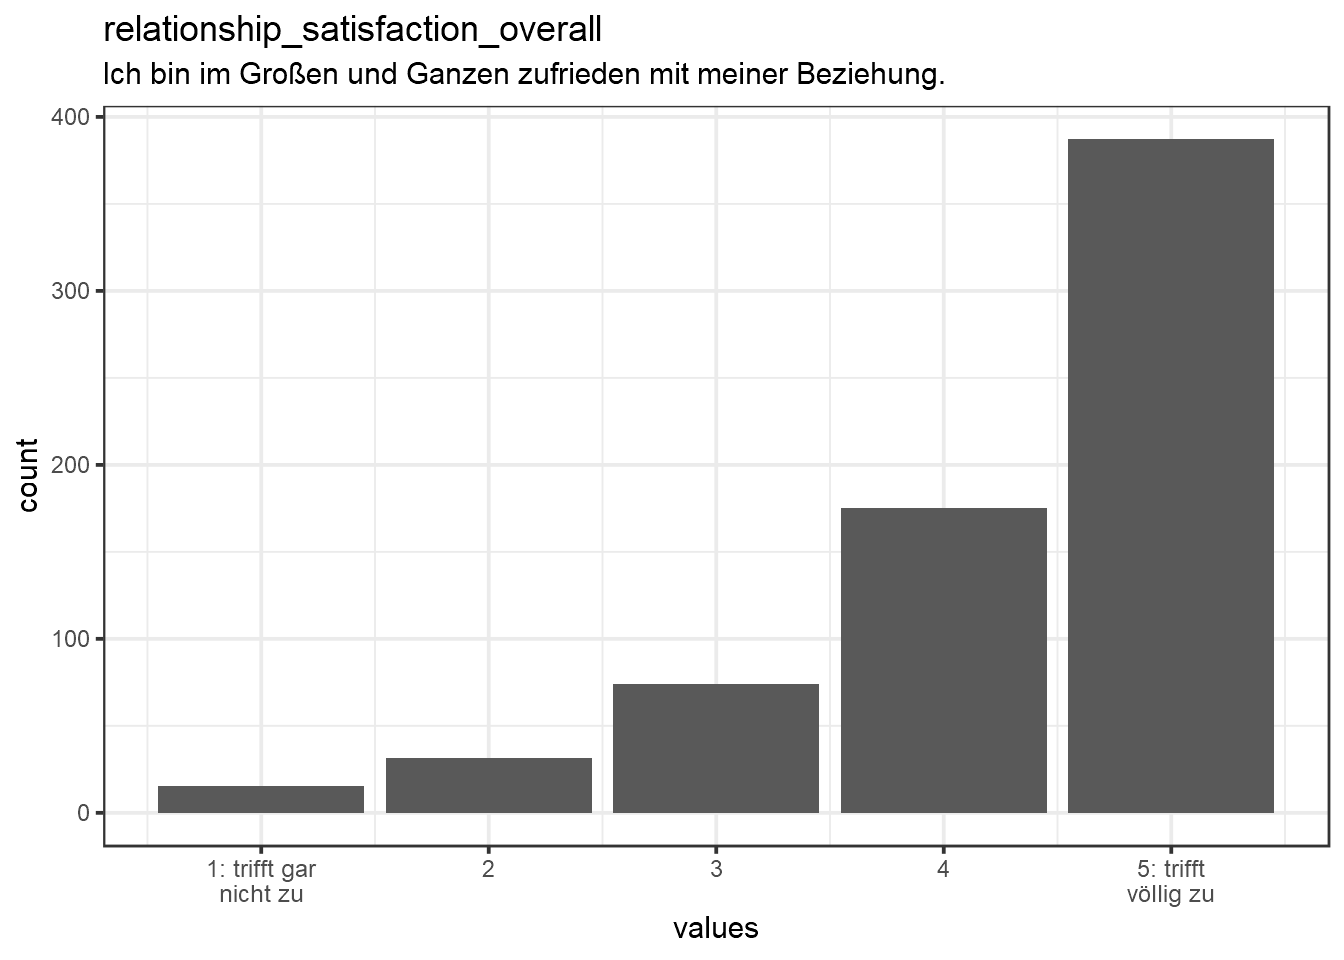 relationship_satisfaction_overall
Ich bin im Großen und Ganzen zufrieden mit meiner Beziehung.
400
300
200
100
0
count
1: trifft gar
nicht zu
2
3
4
5: trifft
völlig zu
values